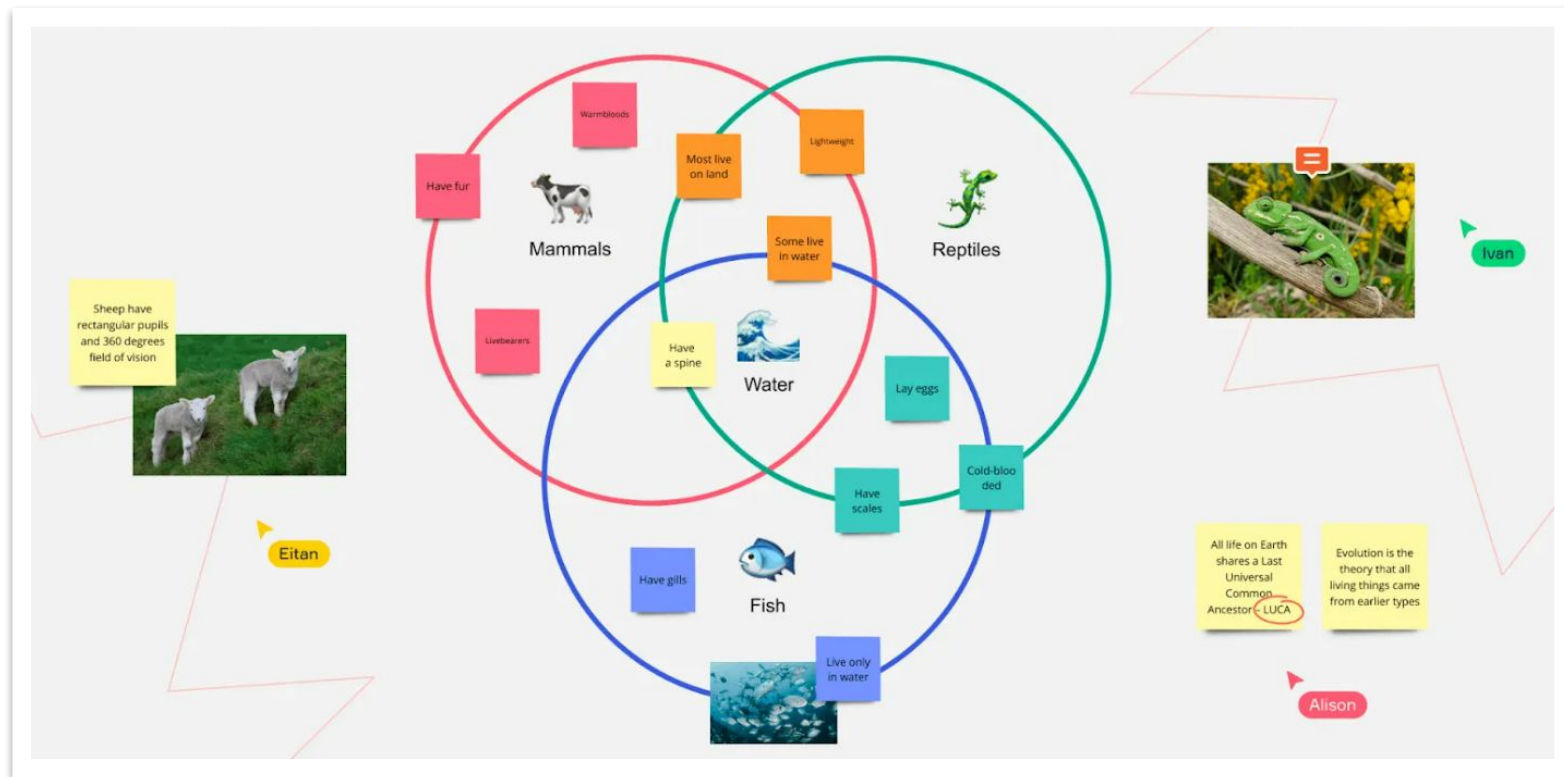 Warmbloods
Lightweight
Most live
on land
Have fur
Mammals
Reptiles
Some live
in water
Ivan
Sheep have
rectangular pupils
and 360 degrees
field of vision
Livebearers
Have
a spine
Water
Lay eggs
Cold-bloo
ded
Have
scales
Eitan
Have gills
Fish
Live only
in water
All life on Earth
shares a Last
Universal
Common
Ancestor - LUCA
Evolution is the
theory that all
living things came
from earlier types
Alison